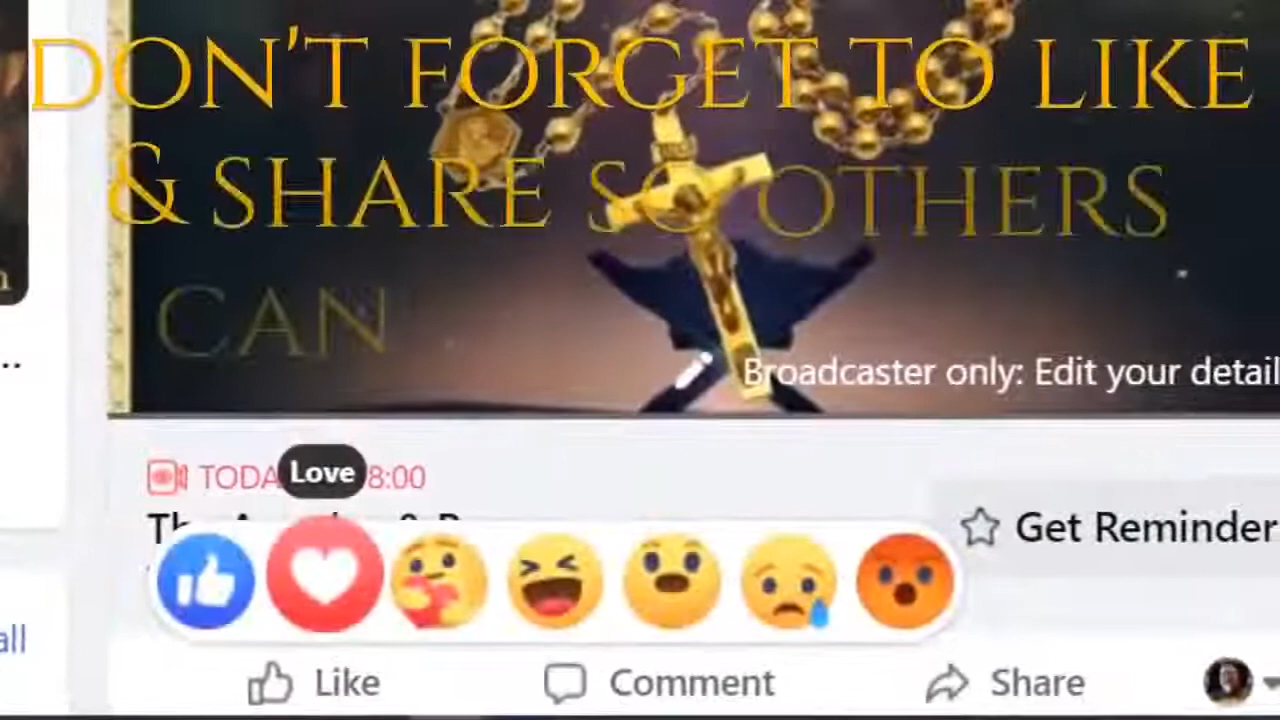 DON'T FORGET TO LIKE
& SHARE SO OTHERS
CAN
Broadcaster only: Edit your detail
Love
8:00
Get Reminder
all
Like
Comment
Share